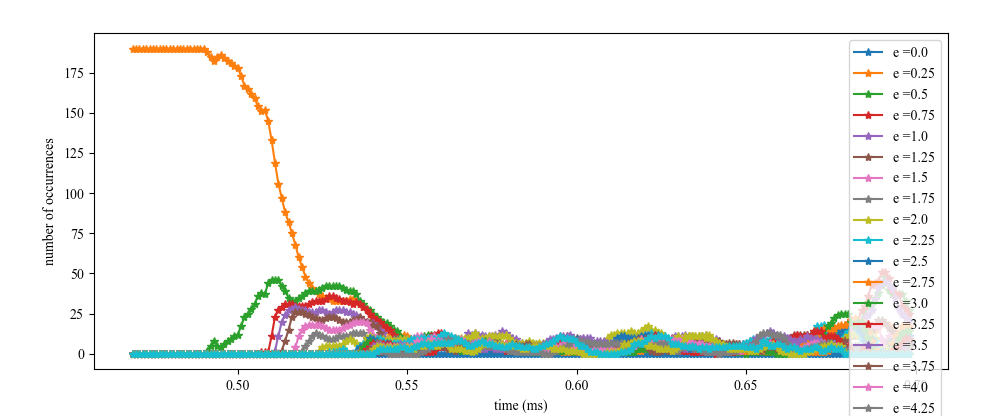 175
150
125
100
75
50
25
0
number of occurrences
0.50
0.55
0.60
0.65
time (ms)
e =0.0
e =0.25
e =0.5
e =0.75
e =1.0
e =1.25
e =1.5
e =1.75
e =2.0
e =2.25
e =2.5
e =2.75
e =3.0
e =3.25
e =3.5
e =3.75
e =4.0
e =4.25